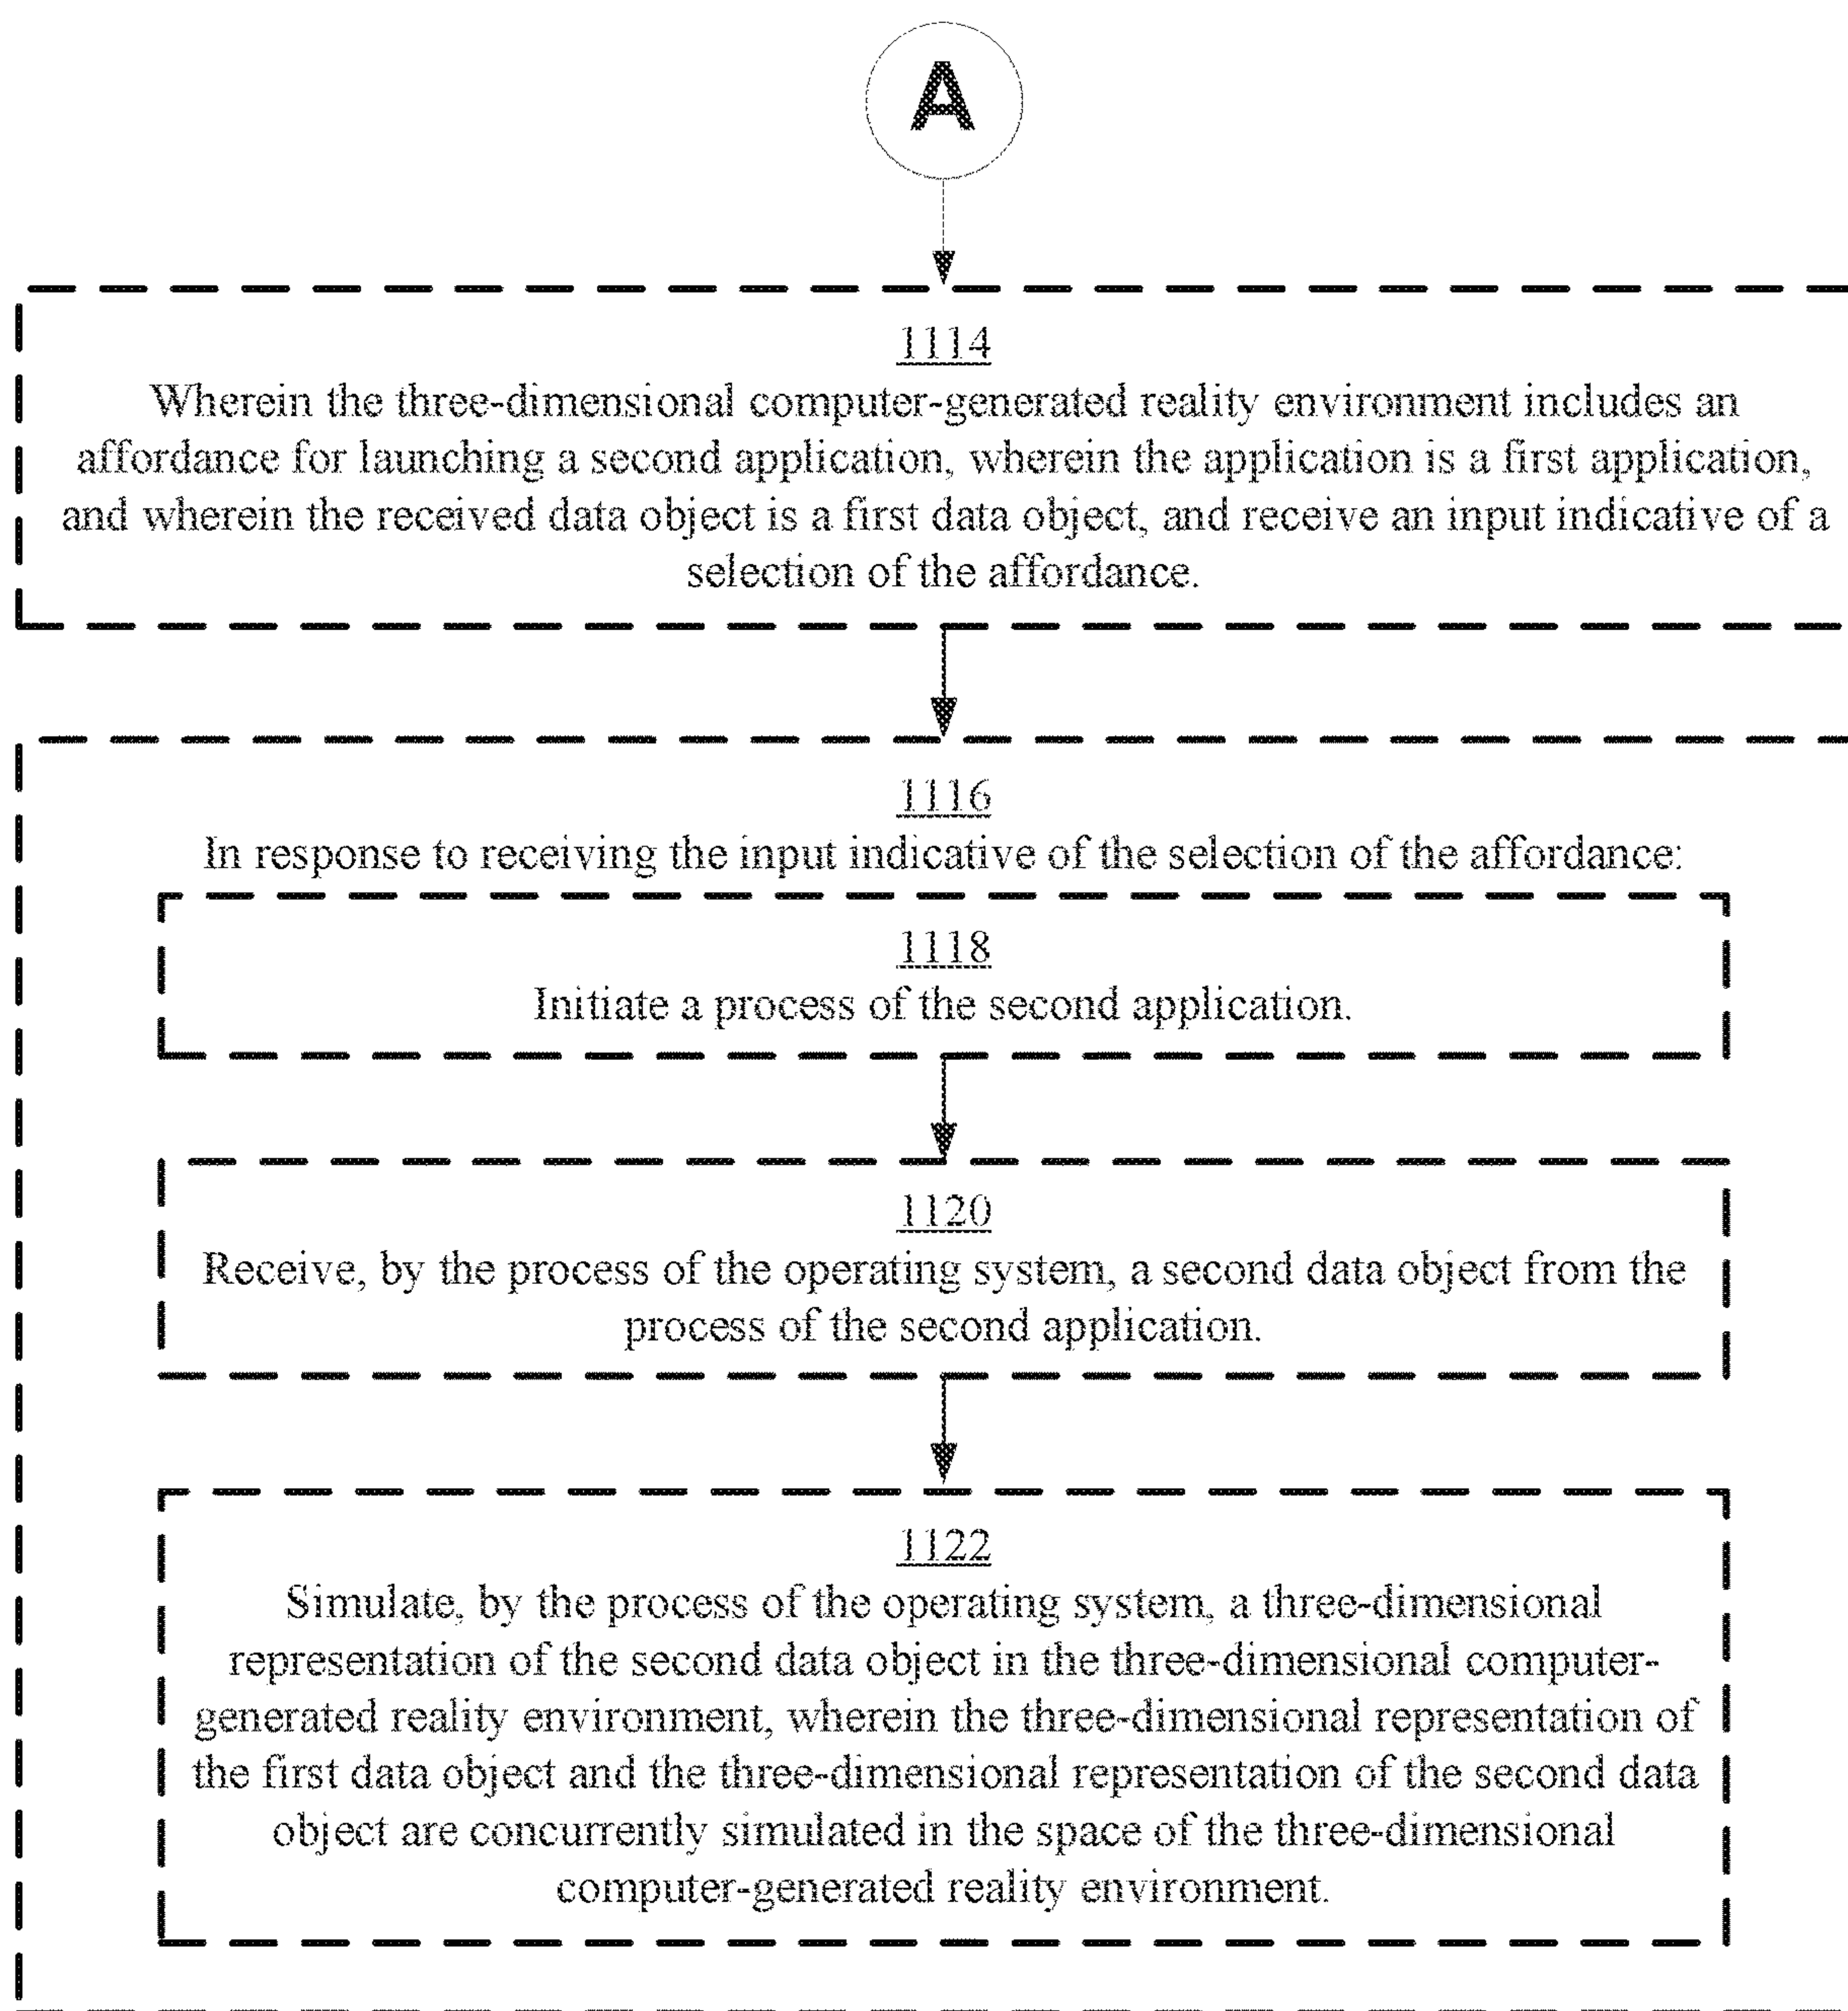 A
1114
Wherein the three-dimensional computer-generated reality environment includes an
affordance for launching a second application, wherein the application is a first application,
and wherein the received data object is a first data object, and receive an input indicative of a
selection of the affordance.
1116
In response to receiving the input indicative of the selection of the affordance:
1118
Initiate a process of the second application.
1120
Receive, by the process of the operating system, a second data object from the
process of the second application.
1122
Simulate, by the process of the operating system, a three-dimensional
representation of the second data object in the three-dimensional computer-
generated reality environment, wherein the three-dimensional representation of
the first data object and the three-dimensional representation of the second data
object are concurrently simulated in the space of the three-dimensional
computer-generated reality environment.